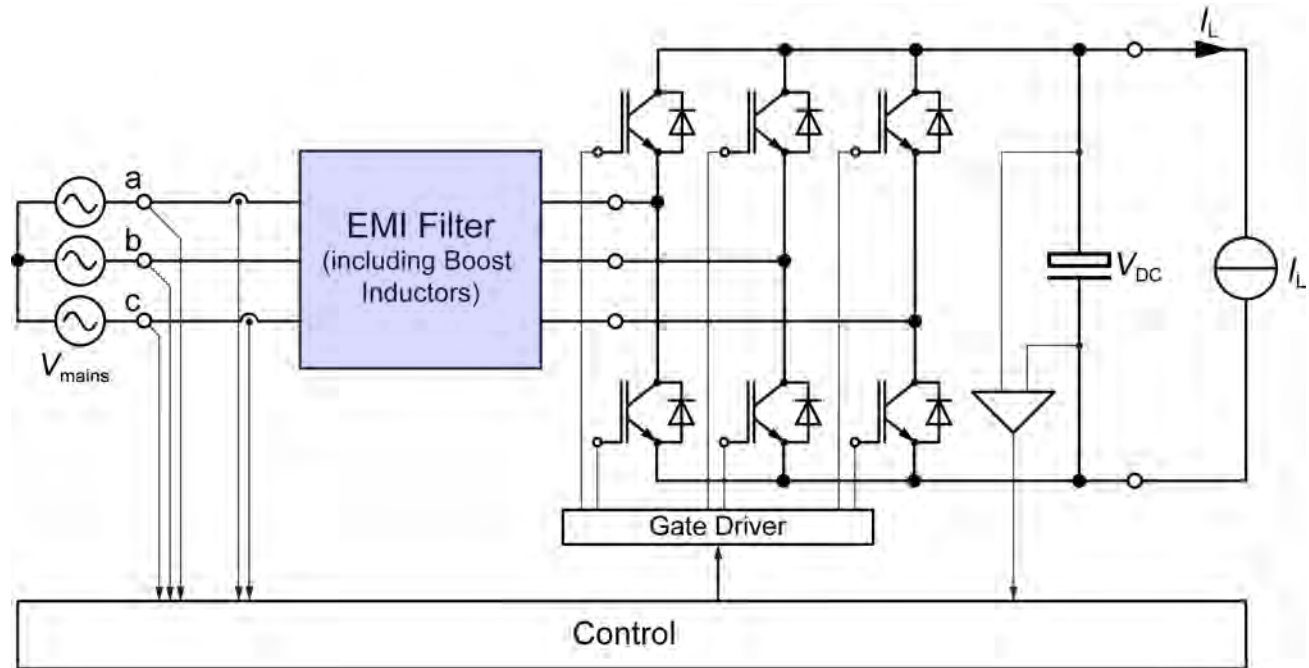 I_L
a
EMI Filter
(including Boost
Inductors)
b
V_DC
I_L
c
V_mains
Gate Driver
Control